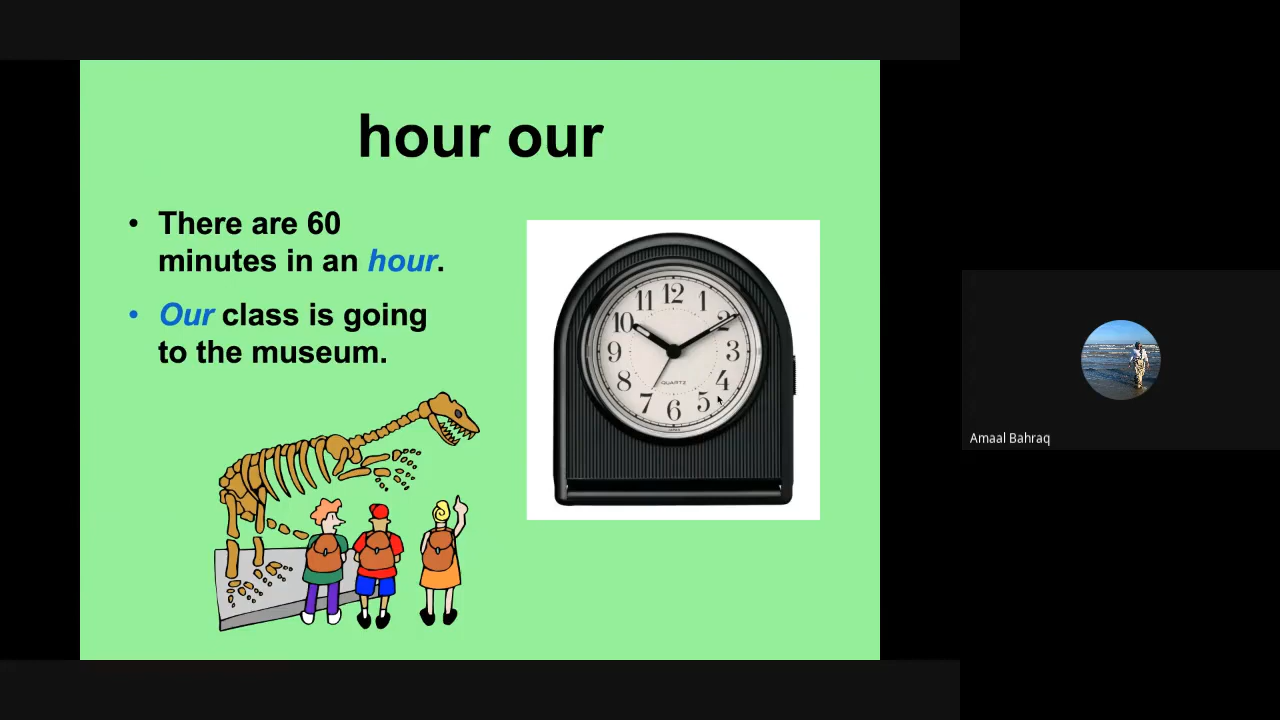 hour our
• There are 60
minutes in an hour.
• Our class is going
to the museum.
12
1
2
3
4
5
6
7
8
9
10
11
QUARTZ
Amaal Bahraq